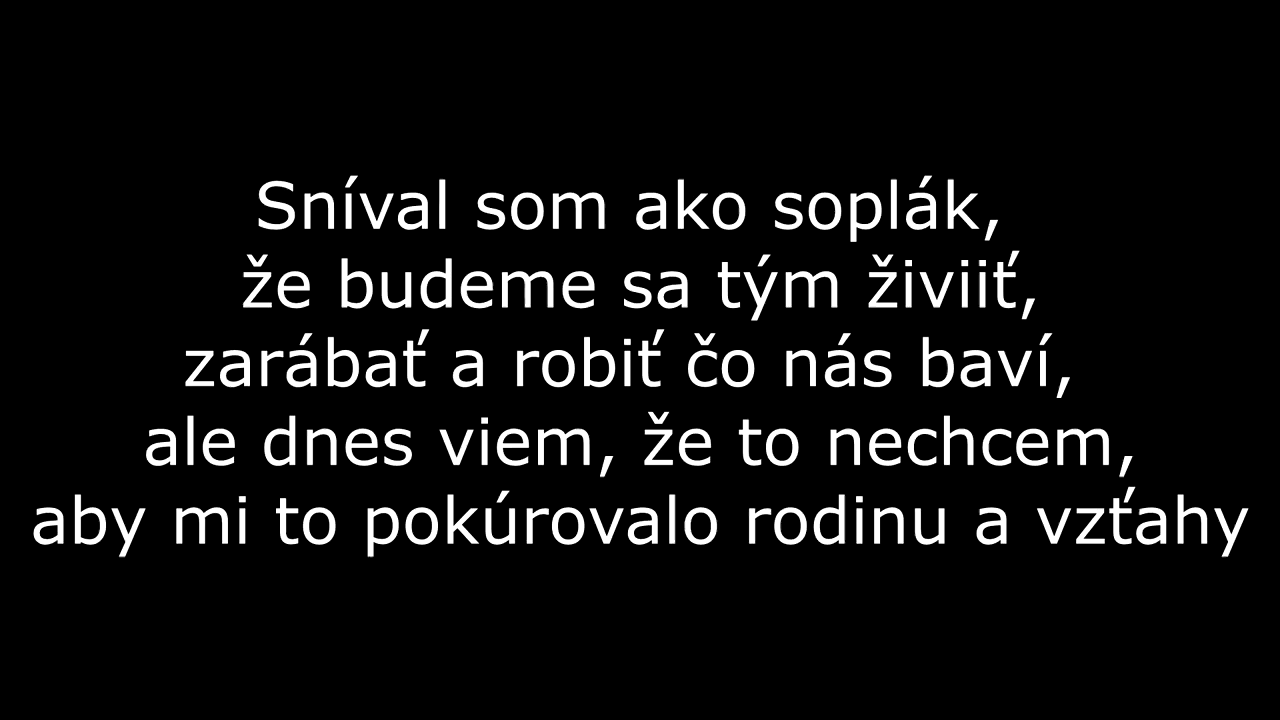 Sníval som ako soplák,
že budeme sa tým živiiť,
zarábať a robiť čo nás baví,
ale dnes viem, že to nechcem,
aby mi to pokúrovalo rodinu a vzťahy